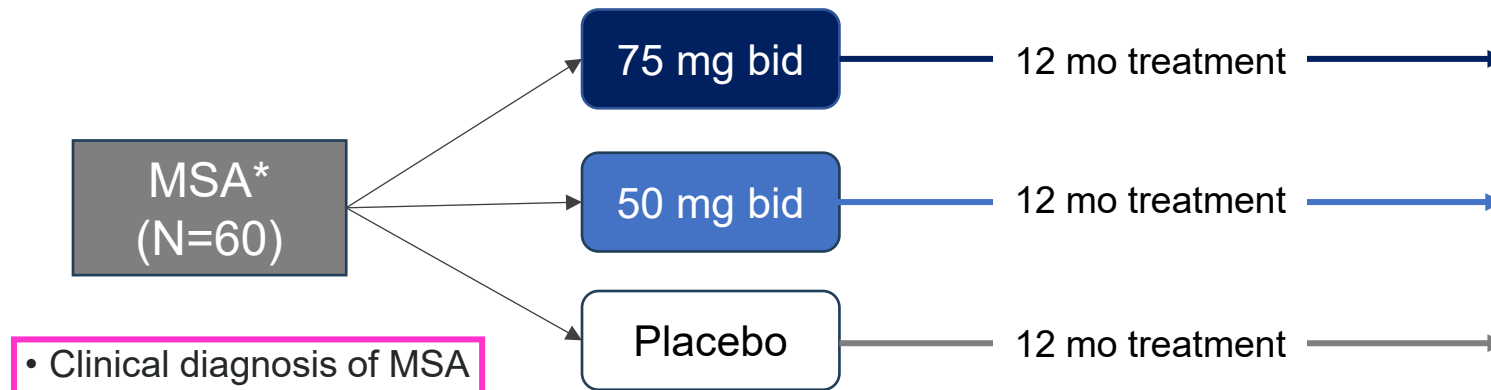 75 mg bid
12 mo treatment
MSA*
(N=60)
50 mg bid
12 mo treatment
Placebo
12 mo treatment
• Clinical diagnosis of MSA